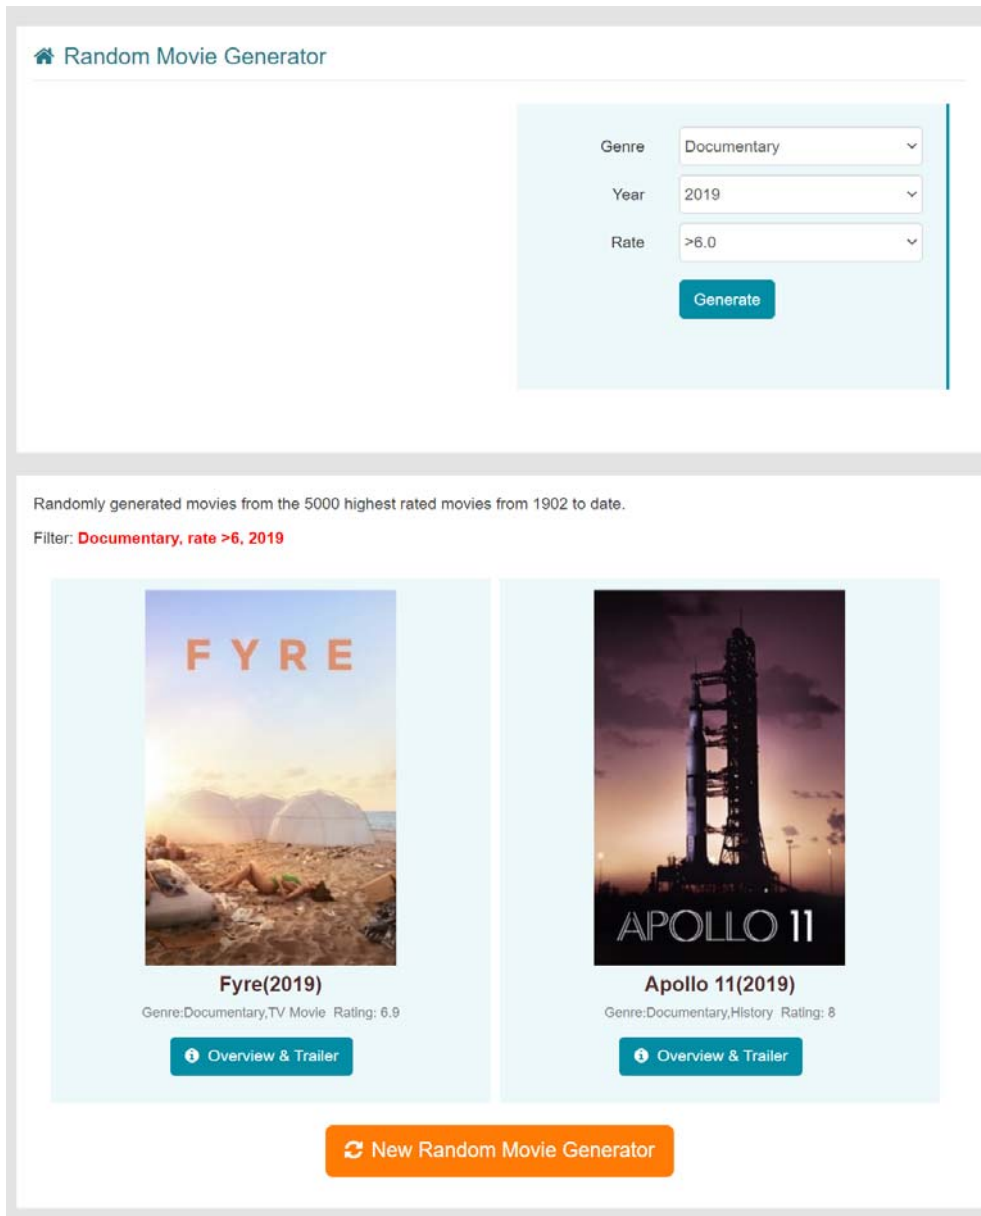 Random Movie Generator
Genre Documentary
Year 2019
Rate >6.0
Generate
Randomly generated movies from the 5000 highest rated movies from 1902 to date.
Filter: Documentary, rate >6, 2019
FYRE
APOLLO 11
Fyre(2019)
Genre:Documentary,TV Movie Rating: 6.9
Overview & Trailer
Apollo 11(2019)
Genre:Documentary,History Rating: 8
Overview & Trailer
New Random Movie Generator